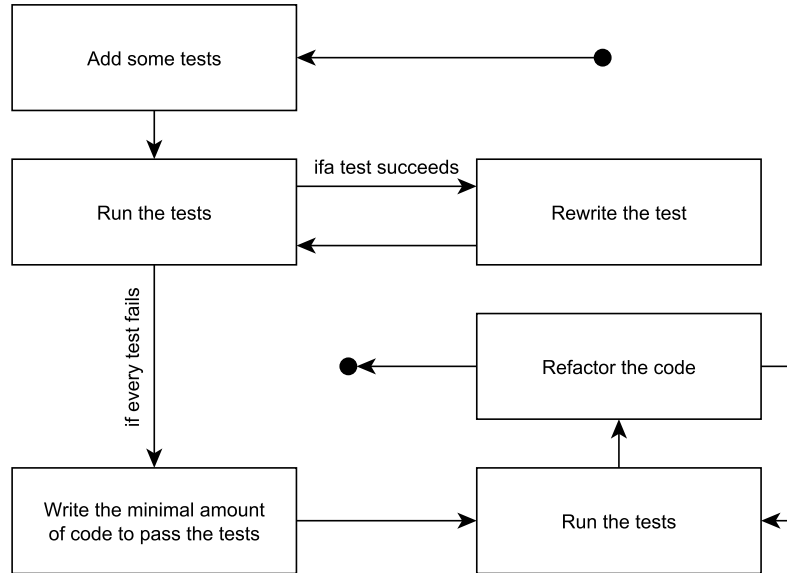 Add some tests
ifa test succeeds
Run the tests
Rewrite the test
if every test fails
Refactor the code
Write the minimal amount
of code to pass the tests
Run the tests